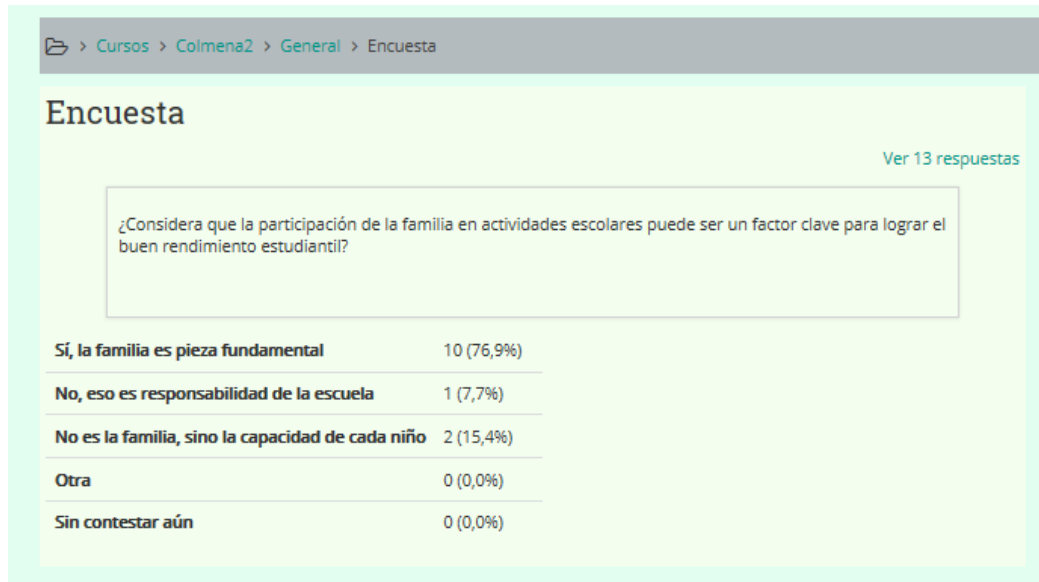 > Cursos > Colmena2 > General > Encuesta
Encuesta
Ver 13 respuestas
¿Considera que la participación de la familia en actividades escolares puede ser un factor clave para lograr el
buen rendimiento estudiantil?
Sí, la familia es pieza fundamental 10 (76,9%)
No, eso es responsabilidad de la escuela 1 (7,7%)
No es la familia, sino la capacidad de cada niño 2 (15,4%)
Otra 0 (0,0%)
Sin contestar aún 0 (0,0%)